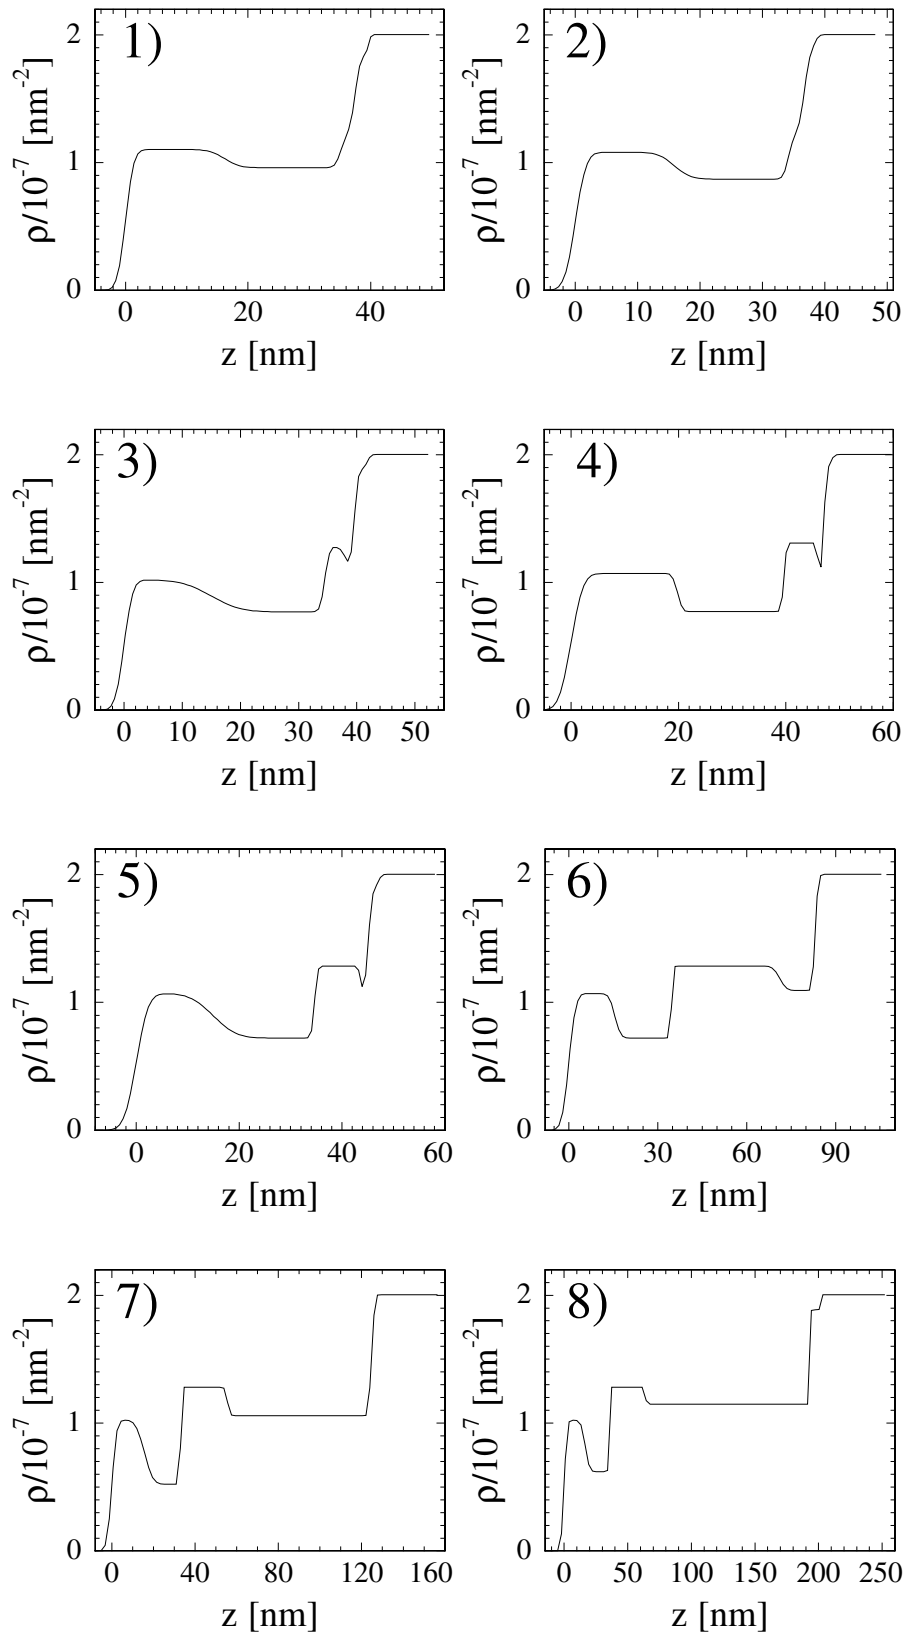 1)
ρ/10⁻⁷ [nm⁻²]
2
1
0
0 20 40
z [nm]
2)
ρ/10⁻⁷ [nm⁻²]
2
1
0
0 10 20 30 40 50
z [nm]
3)
ρ/10⁻⁷ [nm⁻²]
2
1
0
0 10 20 30 40 50
z [nm]
4)
ρ/10⁻⁷ [nm⁻²]
2
1
0
0 20 40 60
z [nm]
5)
ρ/10⁻⁷ [nm⁻²]
2
1
0
0 20 40 60
z [nm]
6)
ρ/10⁻⁷ [nm⁻²]
2
1
0
0 30 60 90
z [nm]
7)
ρ/10⁻⁷ [nm⁻²]
2
1
0
0 40 80 120 160
z [nm]
8)
ρ/10⁻⁷ [nm⁻²]
2
1
0
0 50 100 150 200 250
z [nm]